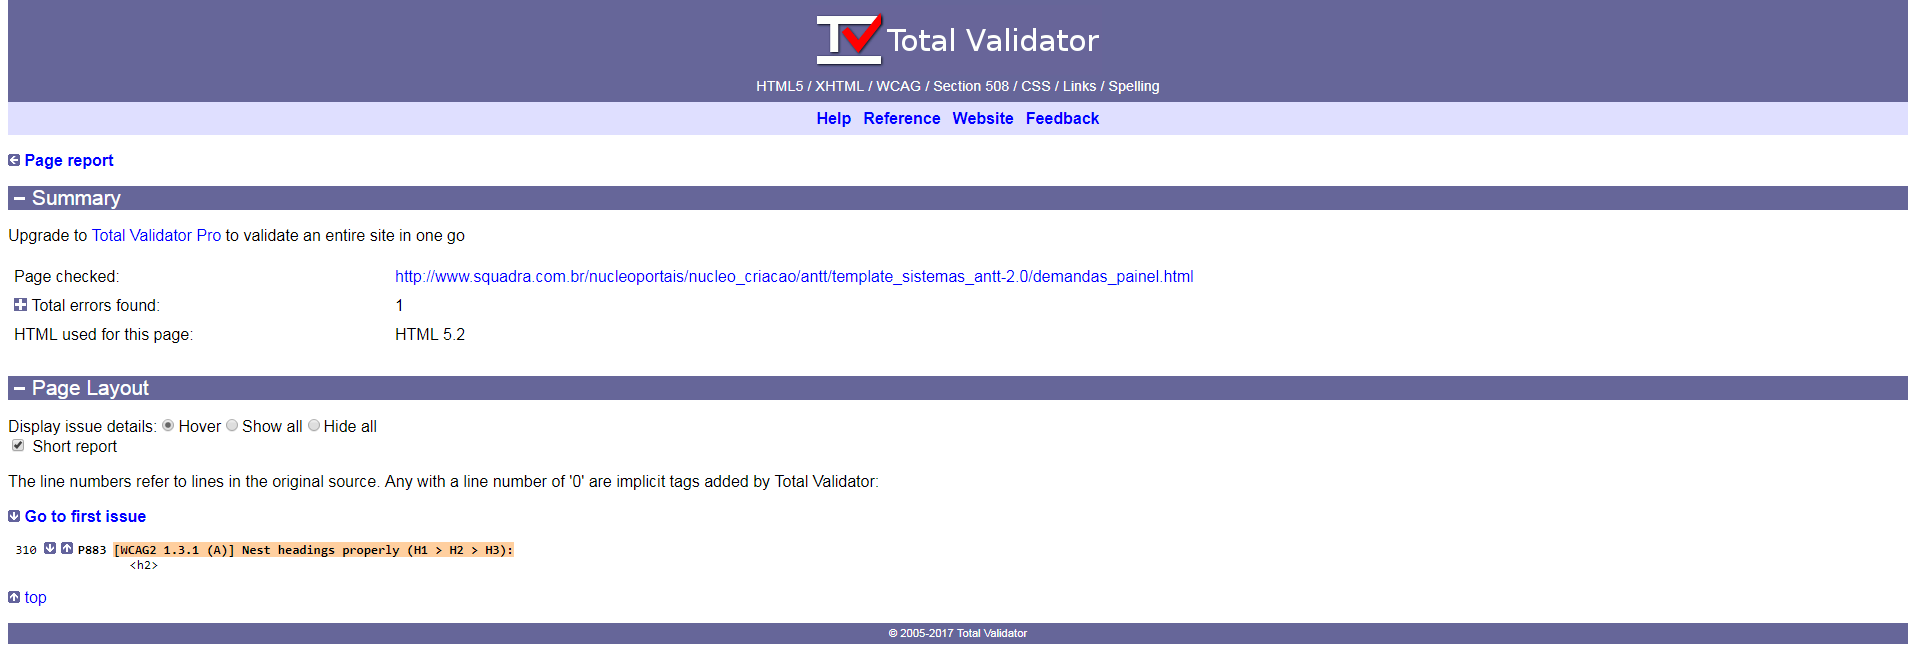 Total Validator
HTML5 / XHTML / WCAG / Section 508 / CSS / Links / Spelling
Help Reference Website Feedback
Page report
Summary
Upgrade to Total Validator Pro to validate an entire site in one go
Page checked: http://www.squadra.com.br/nucleoportais/nucleo_criacao/antt/template_sistemas_antt-2.0/demandas_painel.html
Total errors found: 1
HTML used for this page: HTML 5.2
Page Layout
Display issue details: Hover Show all Hide all
Short report
The line numbers refer to lines in the original source. Any with a line number of '0' are implicit tags added by Total Validator:
Go to first issue
310 P883 [WCAG2 1.3.1 (A)] Nest headings properly (H1 > H2 > H3):
<h2>
top
© 2005-2017 Total Validator